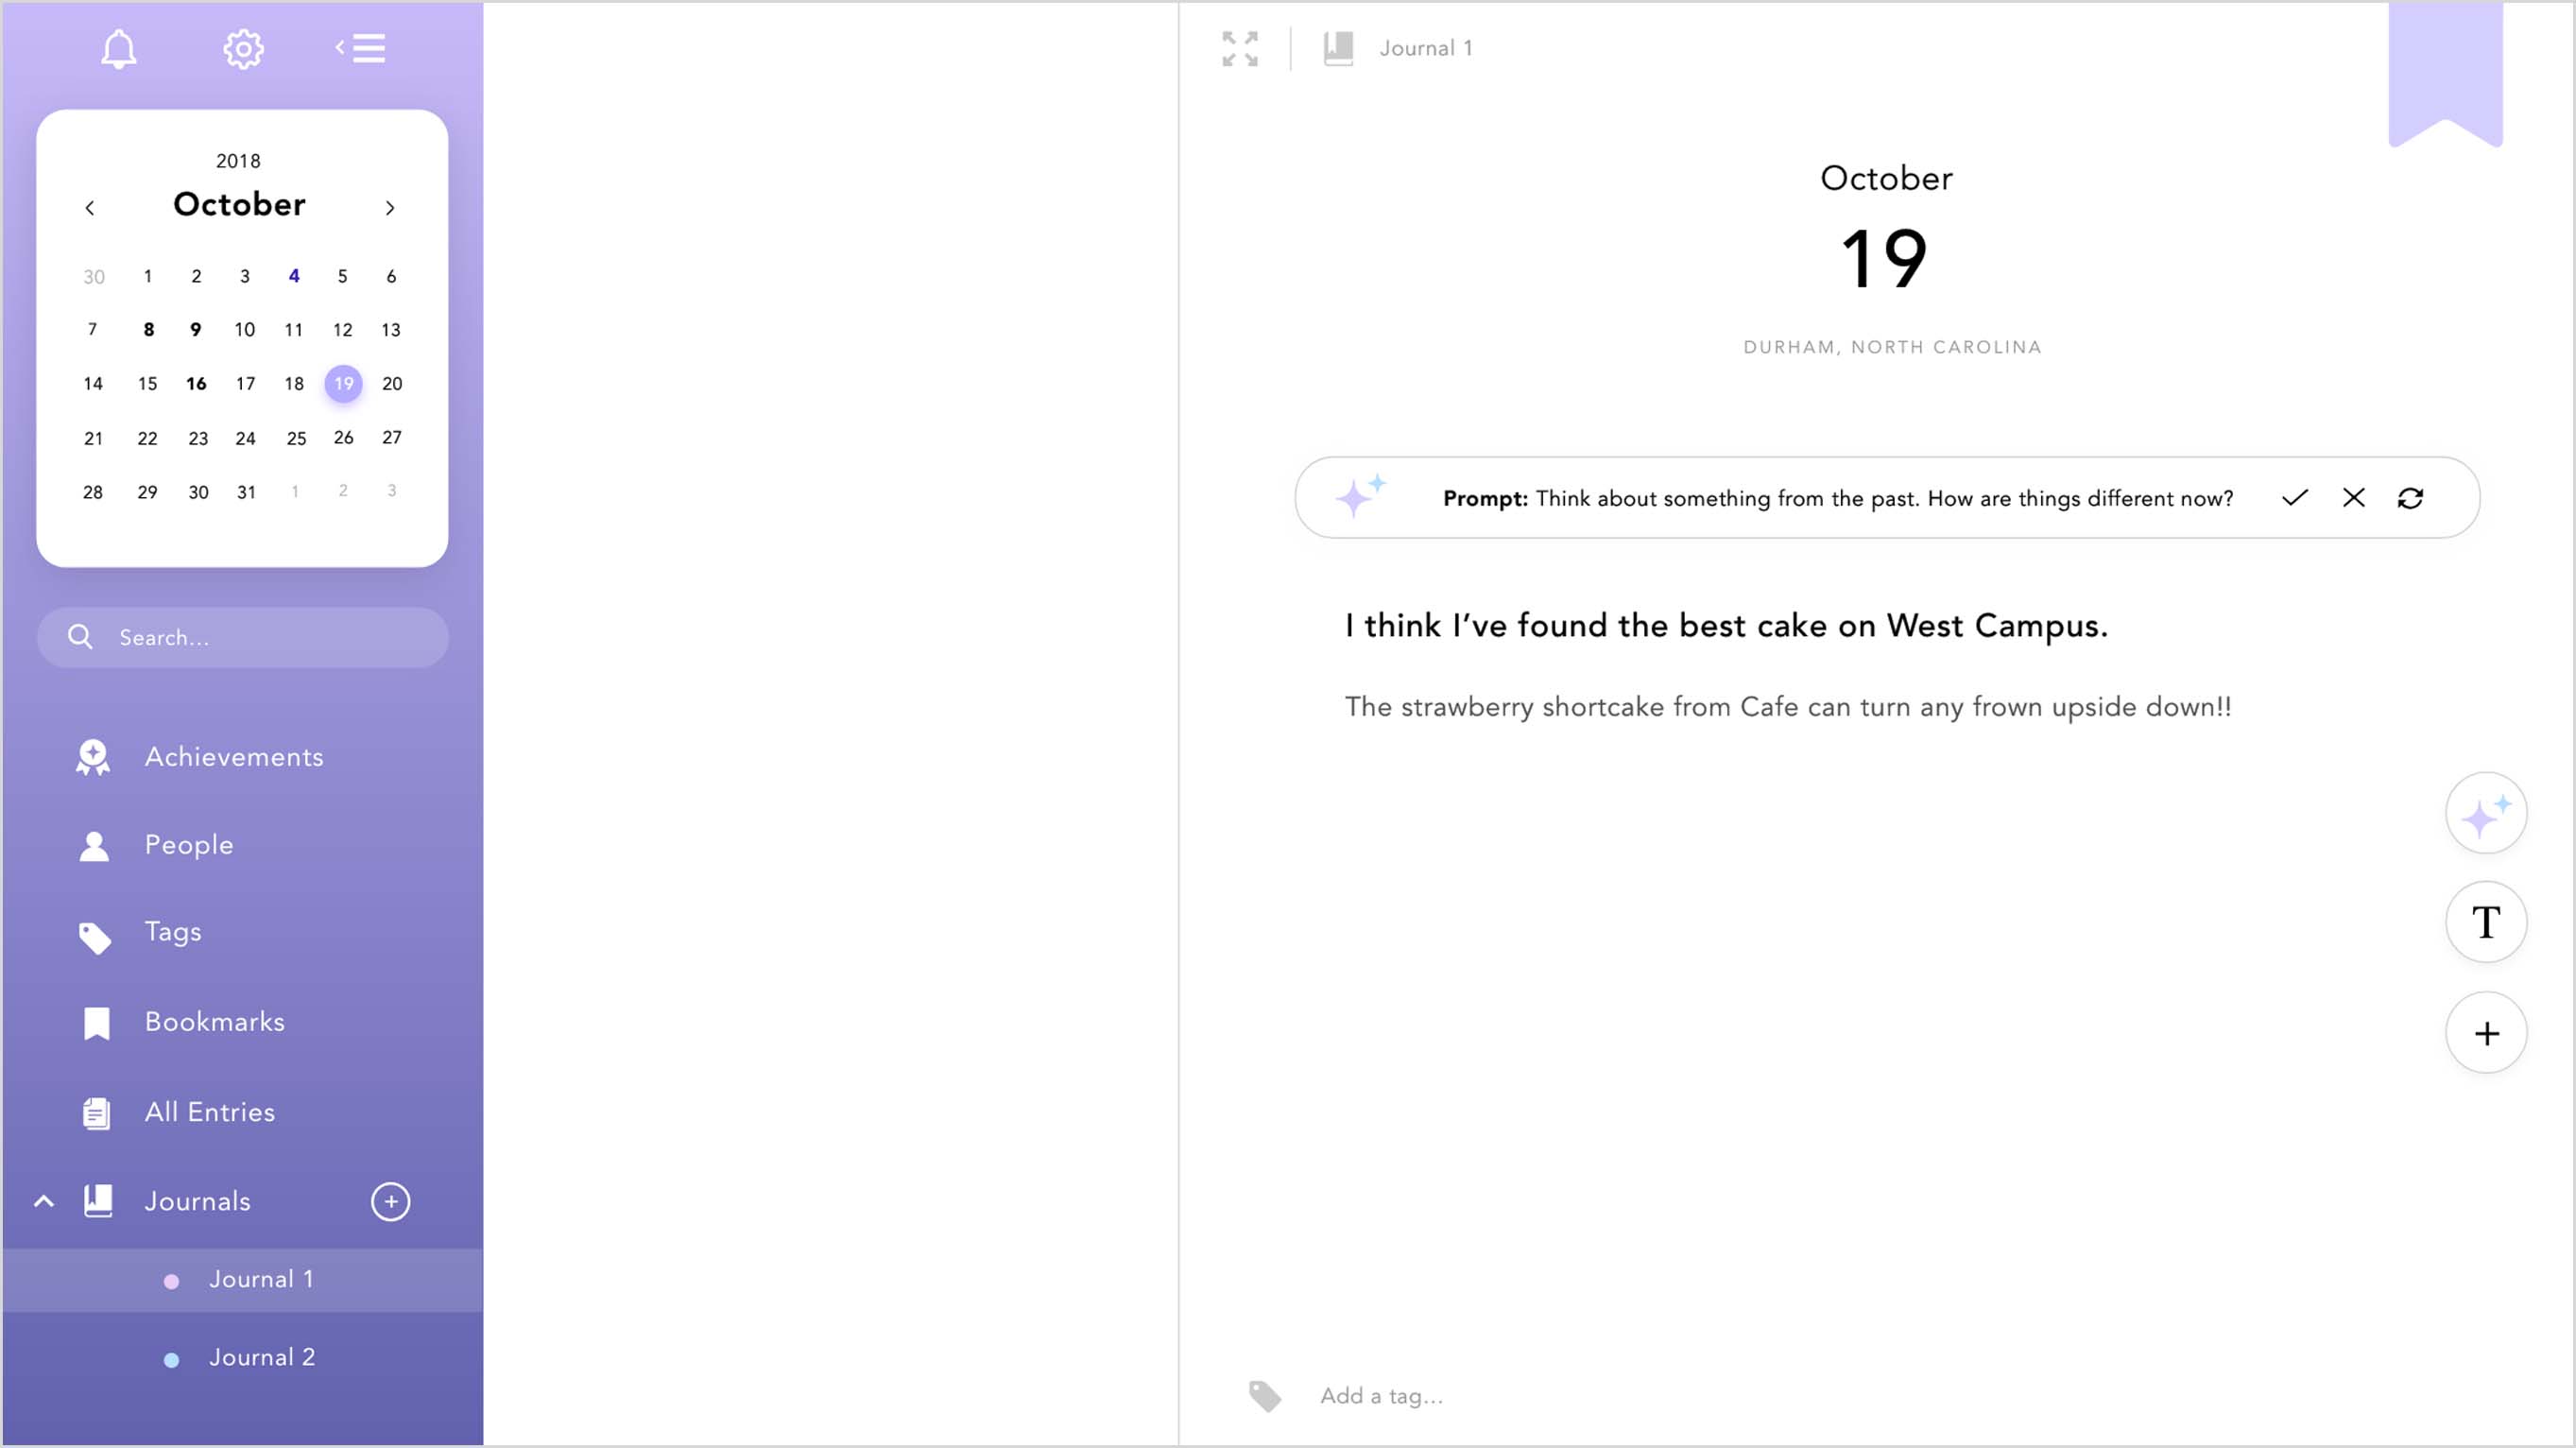 2018
October
30 1 2 3 4 5 6
7 8 9 10 11 12 13
14 15 16 17 18 19 20
21 22 23 24 25 26 27
28 29 30 31 1 2 3
Search...
Achievements
People
Tags
Bookmarks
All Entries
Journals
Journal 1
Journal 2
Journal 1
October
19
DURHAM, NORTH CAROLINA
Prompt: Think about something from the past. How are things different now?
I think I’ve found the best cake on West Campus.
The strawberry shortcake from Cafe can turn any frown upside down!!
T
Add a tag...